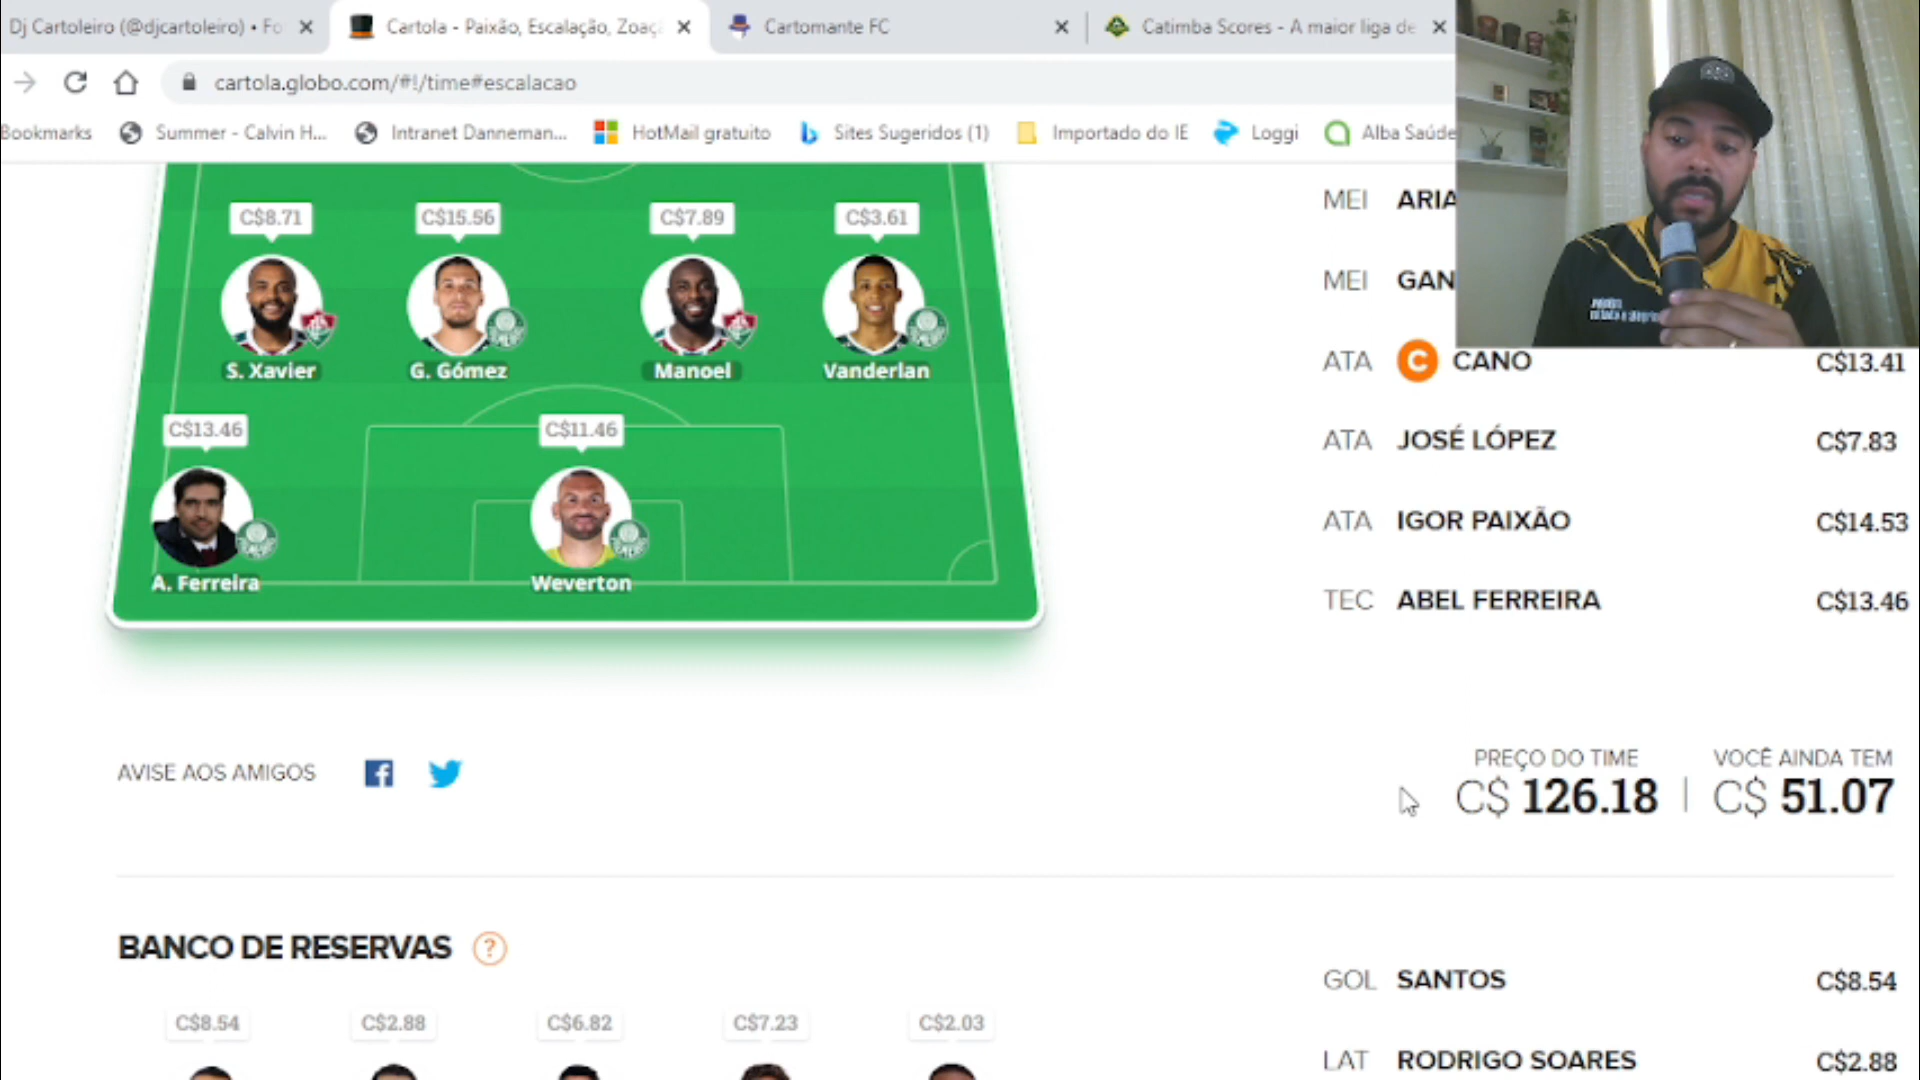 Dj Cartoleiro (@djcartoleiro) • Fo
Cartola - Paixão, Escalação, Zoaç
Cartomante FC
Catimba Scores - A maior liga de
cartola.globo.com/#!/time#escalacao
Bookmarks
Summer - Calvin H...
Intranet Danneman...
HotMail gratuito
Sites Sugeridos (1)
Importado do IE
Loggi
Alba Saúde
C$8.71
C$15.56
C$7.89
C$3.61
S. Xavier
G. Gómez
Manoel
Vanderlan
C$13.46
C$11.46
A. Ferreira
Weverton
MEI ARIA
MEI GAN
ATA C CANO C$13.41
ATA JOSÉ LÓPEZ C$7.83
ATA IGOR PAIXÃO C$14.53
TEC ABEL FERREIRA C$13.46
AVISE AOS AMIGOS
PREÇO DO TIME
C$ 126.18
VOCÊ AINDA TEM
C$ 51.07
BANCO DE RESERVAS ?
C$8.54
C$2.88
C$6.82
C$7.23
C$2.03
GOL SANTOS C$8.54
LAT RODRIGO SOARES C$2.88